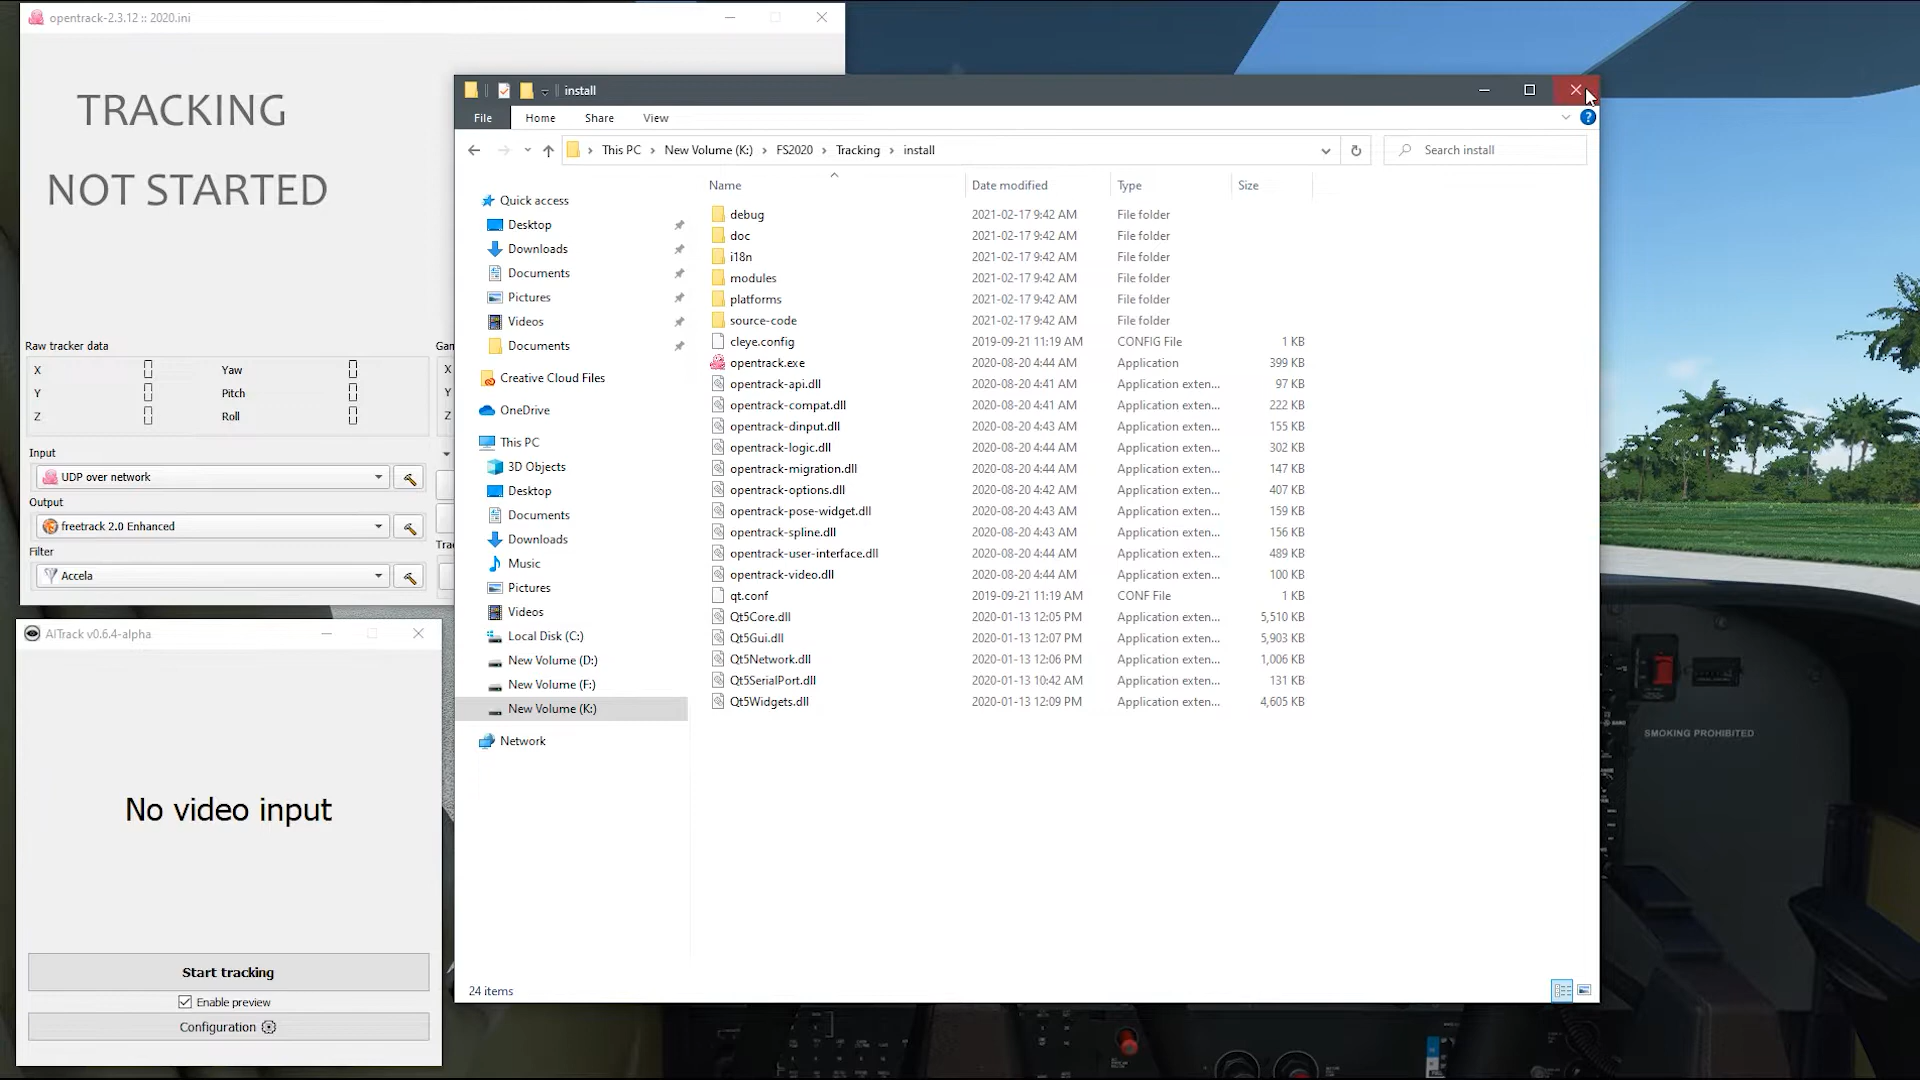 opentrack-2.3.12 :: 2020.ini
TRACKING
NOT STARTED
Raw tracker data
Gam
X
Yaw
X
Y
Pitch
Y
Z
Roll
Z
Input
UDP over network
Output
freetrack 2.0 Enhanced
Filter
Accela
Trac
AITrack v0.6.4-alpha
No video input
Start tracking
Enable preview
Configuration
install
File
Home
Share
View
This PC
New Volume (K:)
FS2020
Tracking
install
Search install
Quick access
Desktop
Downloads
Documents
Pictures
Videos
Documents
Creative Cloud Files
OneDrive
This PC
3D Objects
Desktop
Documents
Downloads
Music
Pictures
Videos
Local Disk (C:)
New Volume (D:)
New Volume (F:)
New Volume (K:)
Network
Name Date modified Type Size
debug 2021-02-17 9:42 AM File folder
doc 2021-02-17 9:42 AM File folder
i18n 2021-02-17 9:42 AM File folder
modules 2021-02-17 9:42 AM File folder
platforms 2021-02-17 9:42 AM File folder
source-code 2021-02-17 9:42 AM File folder
cleye.config 2019-09-21 11:19 AM CONFIG File 1 KB
opentrack.exe 2020-08-20 4:44 AM Application 399 KB
opentrack-api.dll 2020-08-20 4:41 AM Application exten... 97 KB
opentrack-compat.dll 2020-08-20 4:41 AM Application exten... 222 KB
opentrack-dinput.dll 2020-08-20 4:43 AM Application exten... 155 KB
opentrack-logic.dll 2020-08-20 4:44 AM Application exten... 302 KB
opentrack-migration.dll 2020-08-20 4:44 AM Application exten... 147 KB
opentrack-options.dll 2020-08-20 4:42 AM Application exten... 407 KB
opentrack-pose-widget.dll 2020-08-20 4:43 AM Application exten... 159 KB
opentrack-spline.dll 2020-08-20 4:43 AM Application exten... 156 KB
opentrack-user-interface.dll 2020-08-20 4:44 AM Application exten... 489 KB
opentrack-video.dll 2020-08-20 4:44 AM Application exten... 100 KB
qt.conf 2019-09-21 11:19 AM CONF File 1 KB
Qt5Core.dll 2020-01-13 12:05 PM Application exten... 5,510 KB
Qt5Gui.dll 2020-01-13 12:07 PM Application exten... 5,903 KB
Qt5Network.dll 2020-01-13 12:06 PM Application exten... 1,006 KB
Qt5SerialPort.dll 2020-01-13 10:42 AM Application exten... 131 KB
Qt5Widgets.dll 2020-01-13 12:09 PM Application exten... 4,605 KB
24 items
SMOKING PROHIBITED